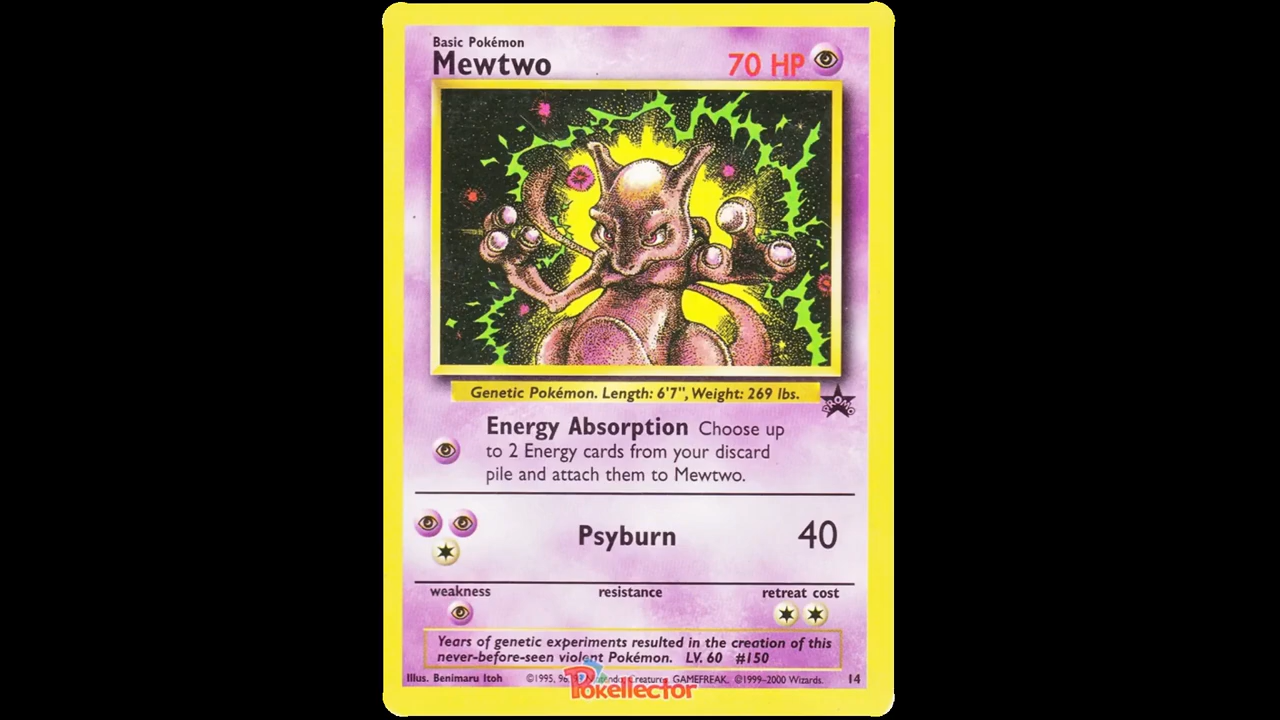 Basic Pokémon
Mewtwo
70 HP
Genetic Pokémon. Length: 6'7", Weight: 269 lbs.
PROMO
Energy Absorption Choose up
to 2 Energy cards from your discard
pile and attach them to Mewtwo.
Psyburn 40
weakness resistance retreat cost
Years of genetic experiments resulted in the creation of this
never-before-seen violent Pokémon. LV. 60 #150
Illus. Benimaru Itoh ©1995, 96, GAMEFREAK. ©1999-2000 Wizards. 14
Pokellector